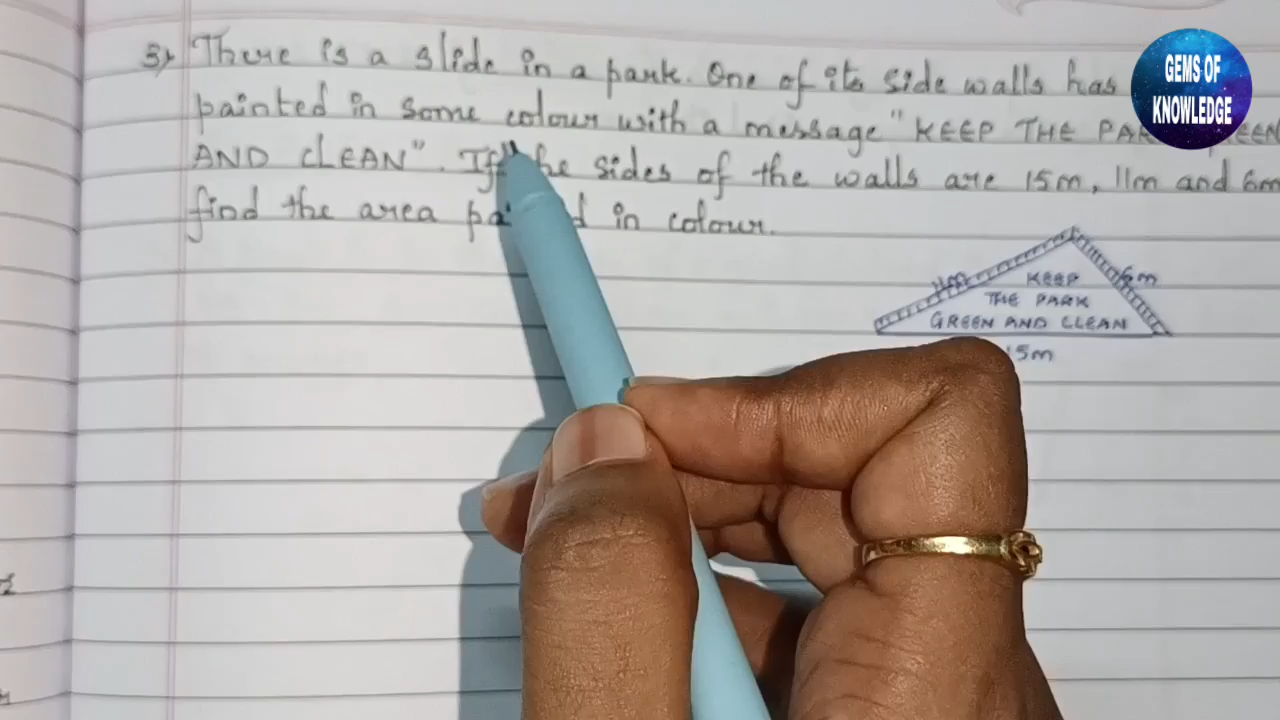 3) There is a slide in a park. One of its side walls has
painted in some colour with a message "KEEP THE
AND CLEAN". If the sides of the walls are 15m, 11m and 6m
find the area in colour.
11m
KEEP
6m
THE PARK
GREEN AND CLEAN
15m
GEMS OF
KNOWLEDGE